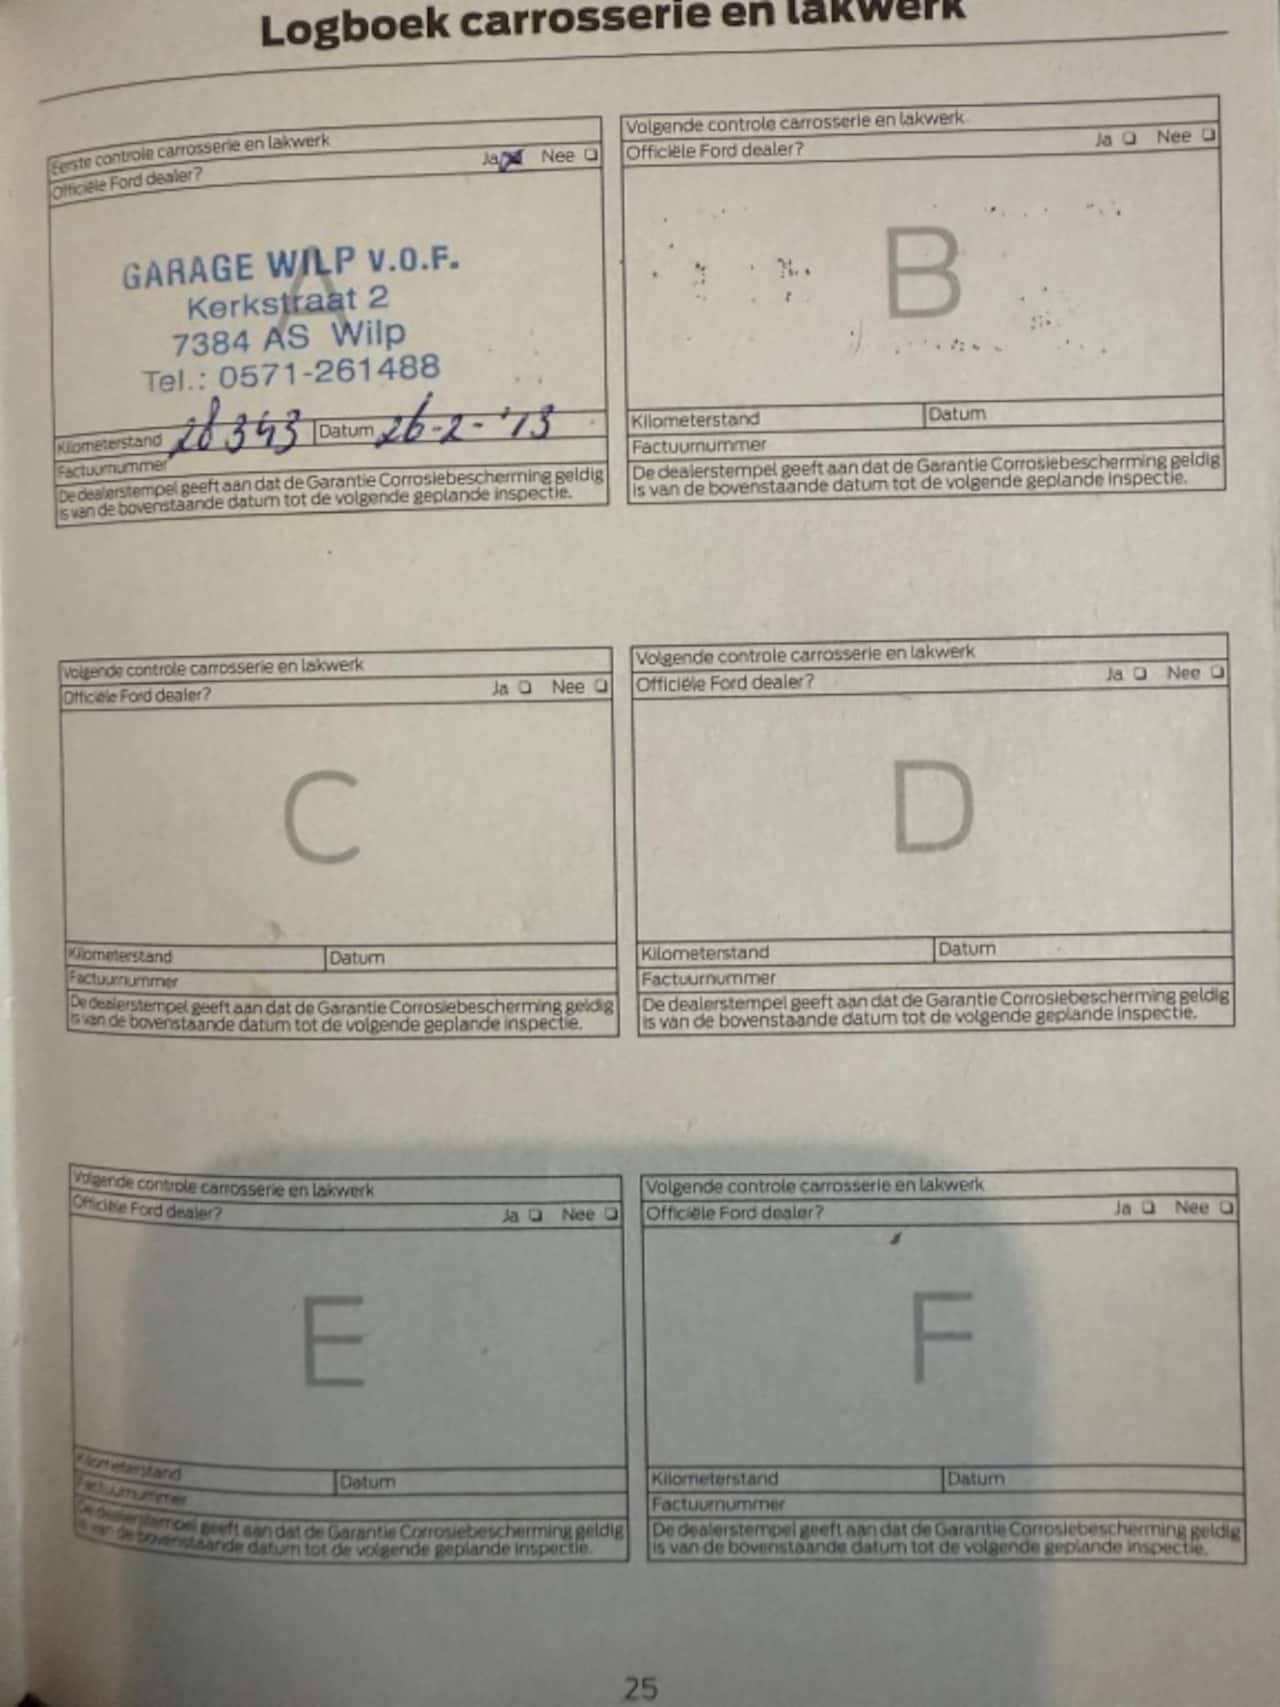 Logboek carrosserie en lakwerk
Eerste controle carrosserie en lakwerk
Officiële Ford dealer? Ja Nee
A
GARAGE WILP V.O.F.
Kerkstraat 2
7384 AS Wilp
Tel.: 0571-261488
Kilometerstand 28343 Datum 26-2-'13
Factuurnummer
De dealerstempel geeft aan dat de Garantie Corrosiebescherming geldig
is van de bovenstaande datum tot de volgende geplande inspectie.
Volgende controle carrosserie en lakwerk
Officiële Ford dealer? Ja Nee
B
Kilometerstand Datum
Factuurnummer
De dealerstempel geeft aan dat de Garantie Corrosiebescherming geldig
is van de bovenstaande datum tot de volgende geplande inspectie.
Volgende controle carrosserie en lakwerk
Officiële Ford dealer? Ja Nee
C
Kilometerstand Datum
Factuurnummer
De dealerstempel geeft aan dat de Garantie Corrosiebescherming geldig
is van de bovenstaande datum tot de volgende geplande inspectie.
Volgende controle carrosserie en lakwerk
Officiële Ford dealer? Ja Nee
D
Kilometerstand Datum
Factuurnummer
De dealerstempel geeft aan dat de Garantie Corrosiebescherming geldig
is van de bovenstaande datum tot de volgende geplande inspectie.
Volgende controle carrosserie en lakwerk
Officiële Ford dealer? Ja Nee
E
Kilometerstand Datum
Factuurnummer
De dealerstempel geeft aan dat de Garantie Corrosiebescherming geldig
is van de bovenstaande datum tot de volgende geplande inspectie.
Volgende controle carrosserie en lakwerk
Officiële Ford dealer? Ja Nee
F
Kilometerstand Datum
Factuurnummer
De dealerstempel geeft aan dat de Garantie Corrosiebescherming geldig
is van de bovenstaande datum tot de volgende geplande inspectie.
25